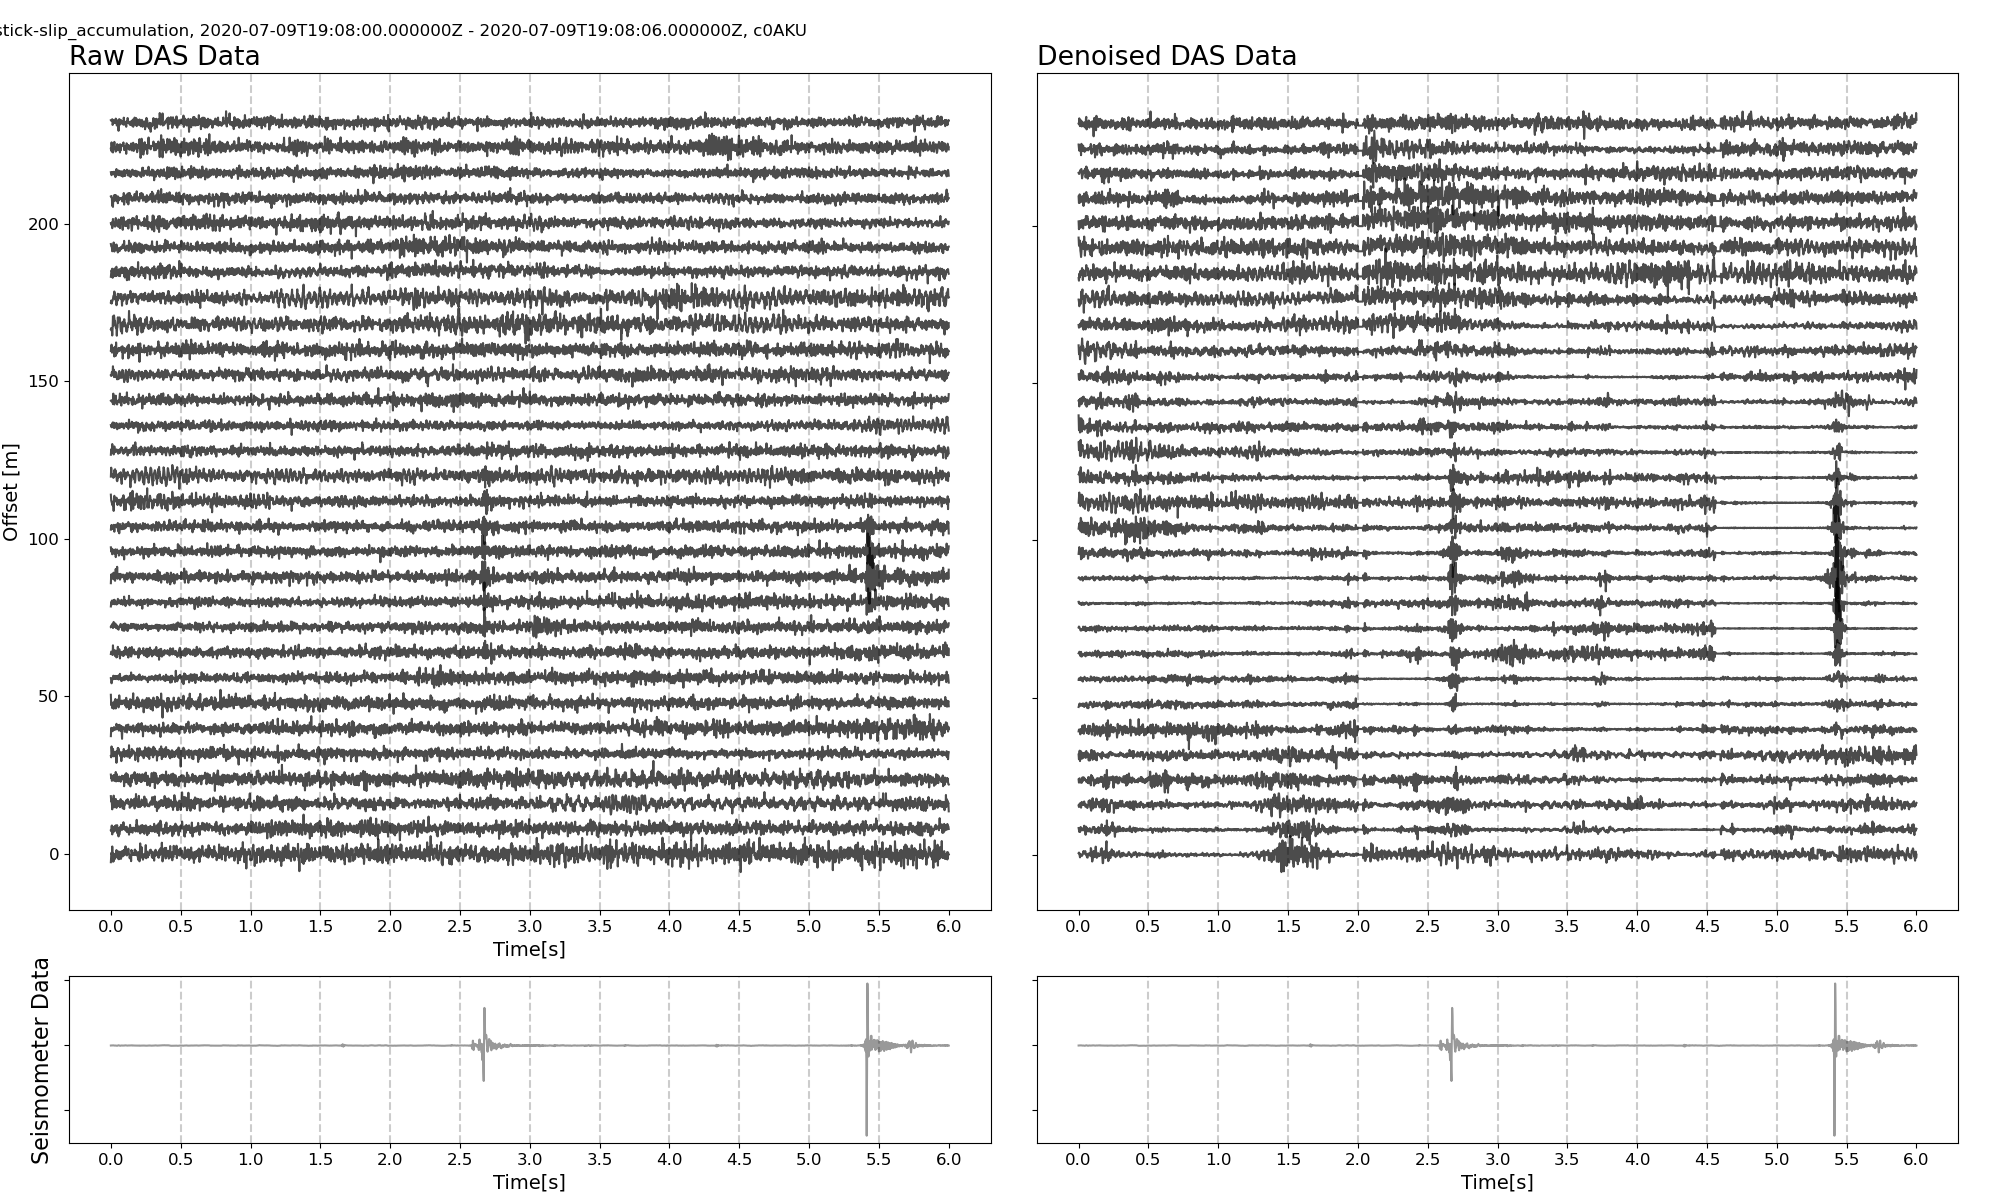 stick-slip_accumulation, 2020-07-09T19:08:00.000000Z - 2020-07-09T19:08:06.000000Z, c0AKU
Raw DAS Data
Denoised DAS Data
Offset [m]
200
150
100
50
0
0.0 0.5 1.0 1.5 2.0 2.5 3.0 3.5 4.0 4.5 5.0 5.5 6.0
Time[s]
0.0 0.5 1.0 1.5 2.0 2.5 3.0 3.5 4.0 4.5 5.0 5.5 6.0
Seismometer Data
0.0 0.5 1.0 1.5 2.0 2.5 3.0 3.5 4.0 4.5 5.0 5.5 6.0
Time[s]
0.0 0.5 1.0 1.5 2.0 2.5 3.0 3.5 4.0 4.5 5.0 5.5 6.0
Time[s]